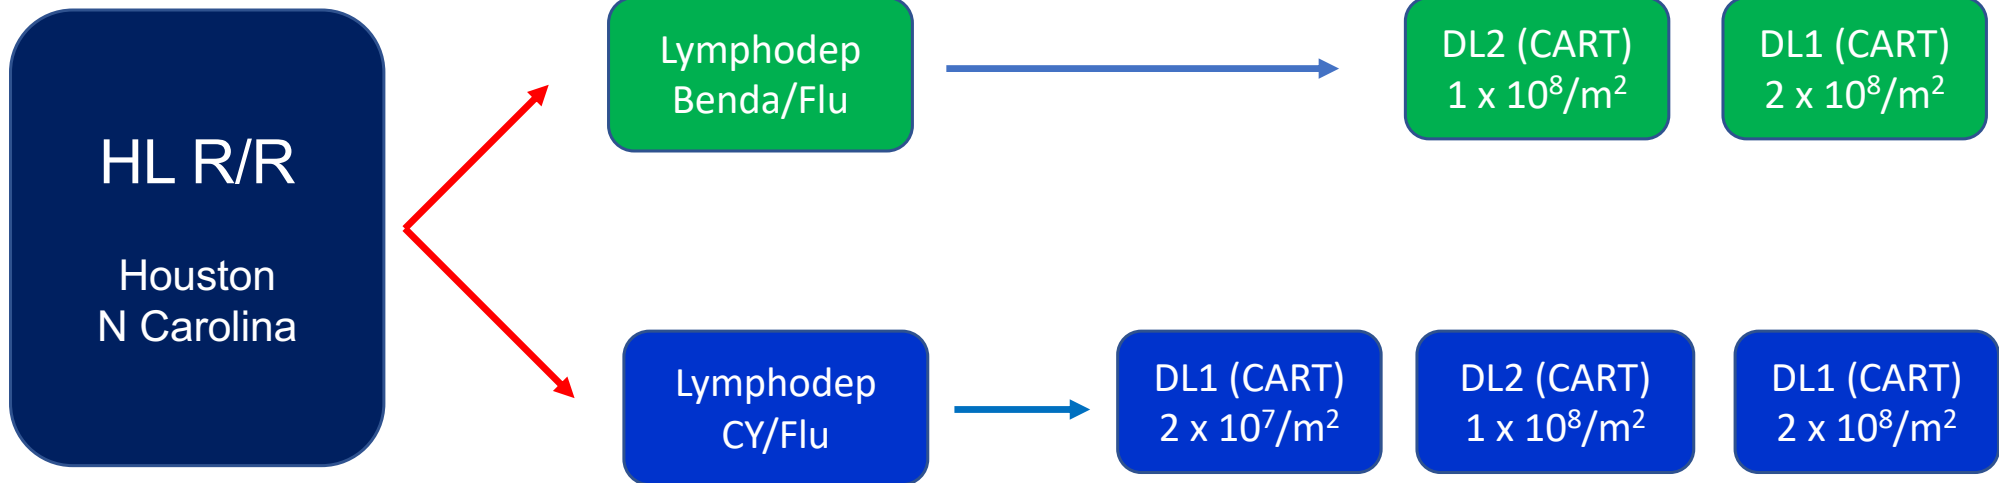 HL R/R
Houston
N Carolina
Lymphodep
Benda/Flu
DL2 (CART)
1 x 10⁸/m²
DL1 (CART)
2 x 10⁸/m²
Lymphodep
CY/Flu
DL1 (CART)
2 x 10⁷/m²
DL2 (CART)
1 x 10⁸/m²
DL1 (CART)
2 x 10⁸/m²